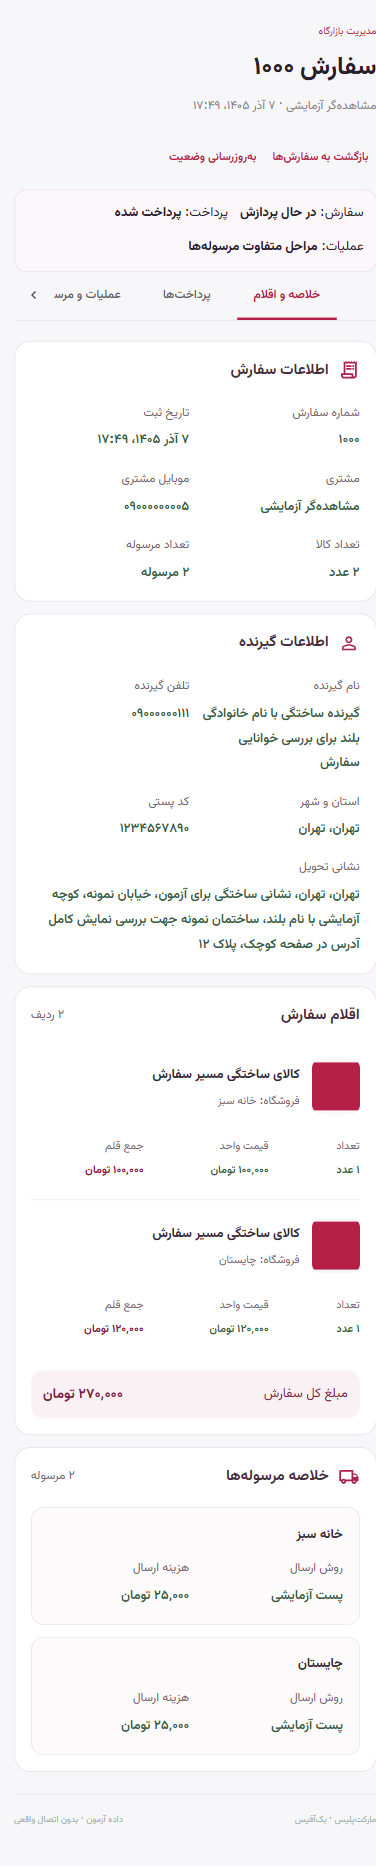 مدیریت بازارگاه
سفارش ۱۰۰۰
مشاهده‌گر آزمایشی · ۷ آذر ۱۴۰۵، ۱۷:۴۹
بازگشت به سفارش‌ها
به‌روزرسانی وضعیت
سفارش: در حال پردازش پرداخت: پرداخت شده
عملیات: مراحل متفاوت مرسوله‌ها
خلاصه و اقلام
پرداخت‌ها
عملیات و مرس
اطلاعات سفارش
شماره سفارش
تاریخ ثبت
۱۰۰۰
۷ آذر ۱۴۰۵، ۱۷:۴۹
مشتری
موبایل مشتری
مشاهده‌گر آزمایشی
۰۹۰۰۰۰۰۰۰۰۵
تعداد کالا
تعداد مرسوله
۲ عدد
۲ مرسوله
اطلاعات گیرنده
نام گیرنده
تلفن گیرنده
گیرنده ساختگی با نام خانوادگی
بلند برای بررسی خوانایی
سفارش
۰۹۰۰۰۰۰۰۱۱۱
استان و شهر
کد پستی
تهران، تهران
۱۲۳۴۵۶۷۸۹۰
نشانی تحویل
تهران، تهران، نشانی ساختگی برای آزمون، خیابان نمونه، کوچه
آزمایشی با نام بلند، ساختمان نمونه جهت بررسی نمایش کامل
آدرس در صفحه کوچک، پلاک ۱۲
اقلام سفارش
۲ ردیف
کالای ساختگی مسیر سفارش
فروشگاه: خانه سبز
تعداد
قیمت واحد
جمع قلم
۱ عدد
۱۰۰,۰۰۰ تومان
۱۰۰,۰۰۰ تومان
کالای ساختگی مسیر سفارش
فروشگاه: چایستان
تعداد
قیمت واحد
جمع قلم
۱ عدد
۱۲۰,۰۰۰ تومان
۱۲۰,۰۰۰ تومان
مبلغ کل سفارش
۲۷۰,۰۰۰ تومان
خلاصه مرسوله‌ها
۲ مرسوله
خانه سبز
روش ارسال
هزینه ارسال
پست آزمایشی
۲۵,۰۰۰ تومان
چایستان
روش ارسال
هزینه ارسال
پست آزمایشی
۲۵,۰۰۰ تومان
مارکت‌پلیس · بک‌آفیس
داده آزمون · بدون اتصال واقعی